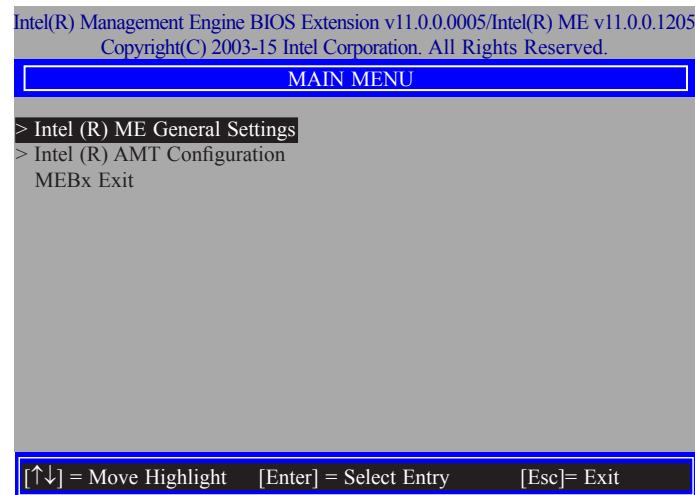 Intel(R) Management Engine BIOS Extension v11.0.0.0005/Intel(R) ME v11.0.0.1205
Copyright(C) 2003-15 Intel Corporation. All Rights Reserved.
MAIN MENU
> Intel (R) ME General Settings
> Intel (R) AMT Configuration
MEBx Exit
[↑↓] = Move Highlight [Enter] = Select Entry [Esc]= Exit